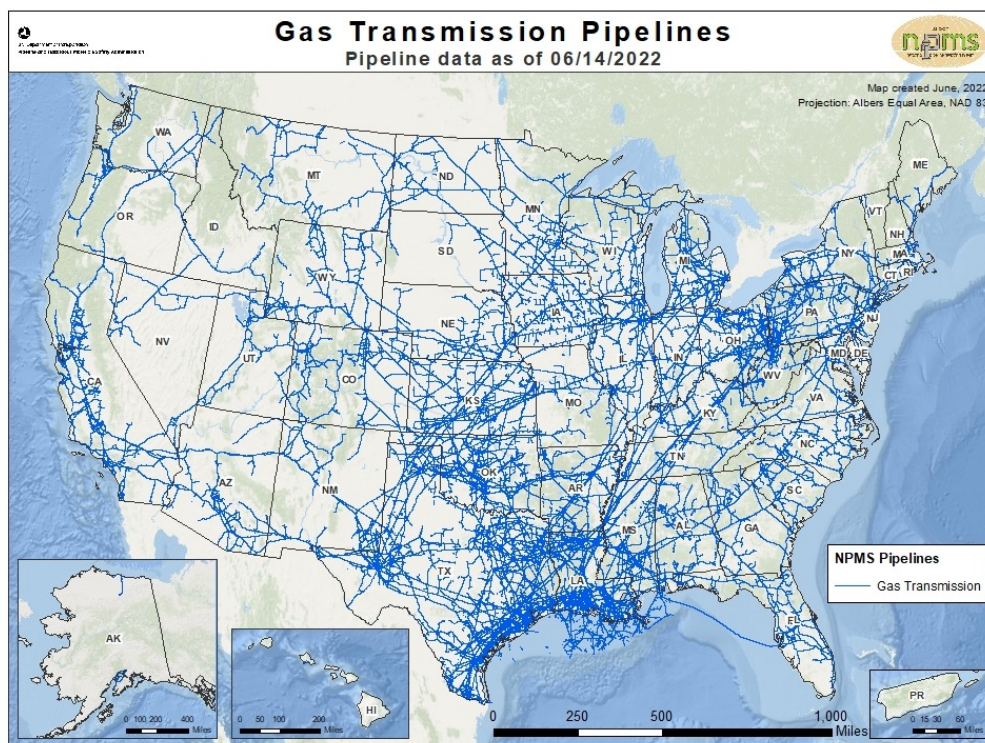 Gas Transmission Pipelines
Pipeline data as of 06/14/2022
npms
Map created June, 2022
Projection: Albers Equal Area, NAD 83
WA
MT
ND
MN
ME
OR
ID
SD
WI
MI
VT
NH
NY
MA
CT
RI
WY
IA
PA
NJ
NE
OH
NV
UT
IL
IN
MD
DE
CO
WV
CA
KS
MO
KY
VA
NC
TN
OK
AZ
NM
AR
SC
MS
AL
GA
TX
LA
FL
NPMS Pipelines
Gas Transmission
AK
0 100 200 400
Miles
HI
0 50 100 200
Miles
0 250 500 1,000
Miles
PR
0 15 30 60
Miles